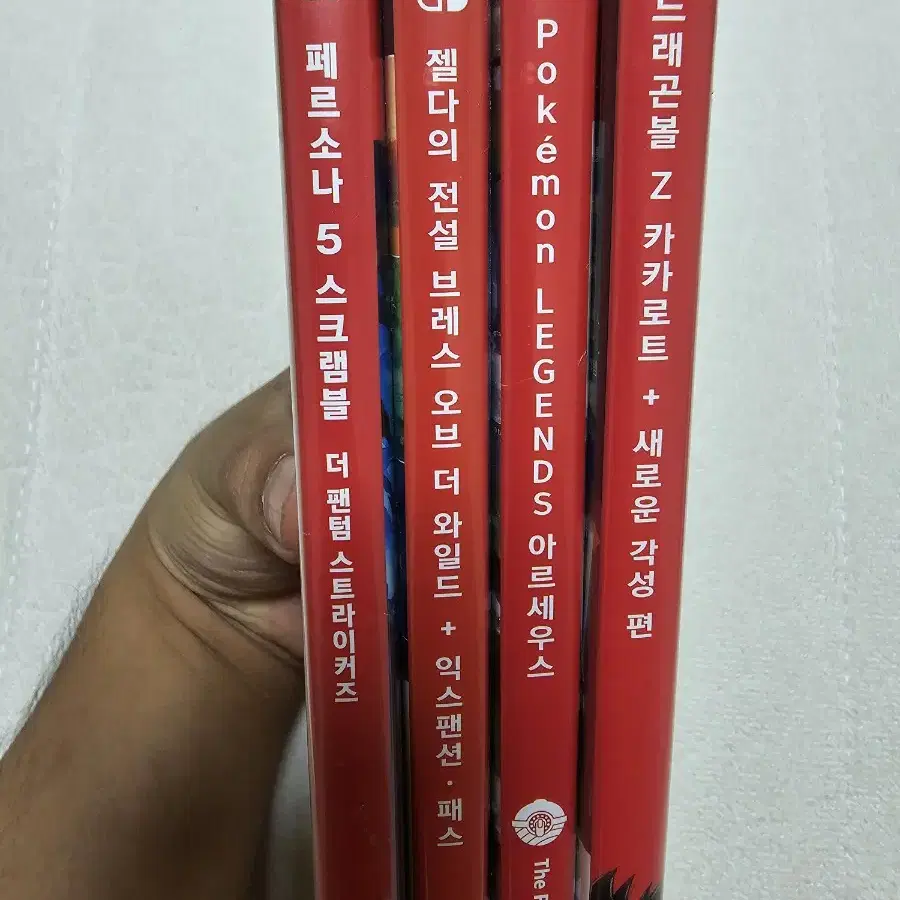 페르소나 5 스크램블 더 팬텀 스트라이커즈
젤다의 전설 브레스 오브 더 와일드 + 익스팬션 · 패스
Pokémon LEGENDS 아르세우스
The
드래곤볼 Z 카카로트 + 새로운 각성 편